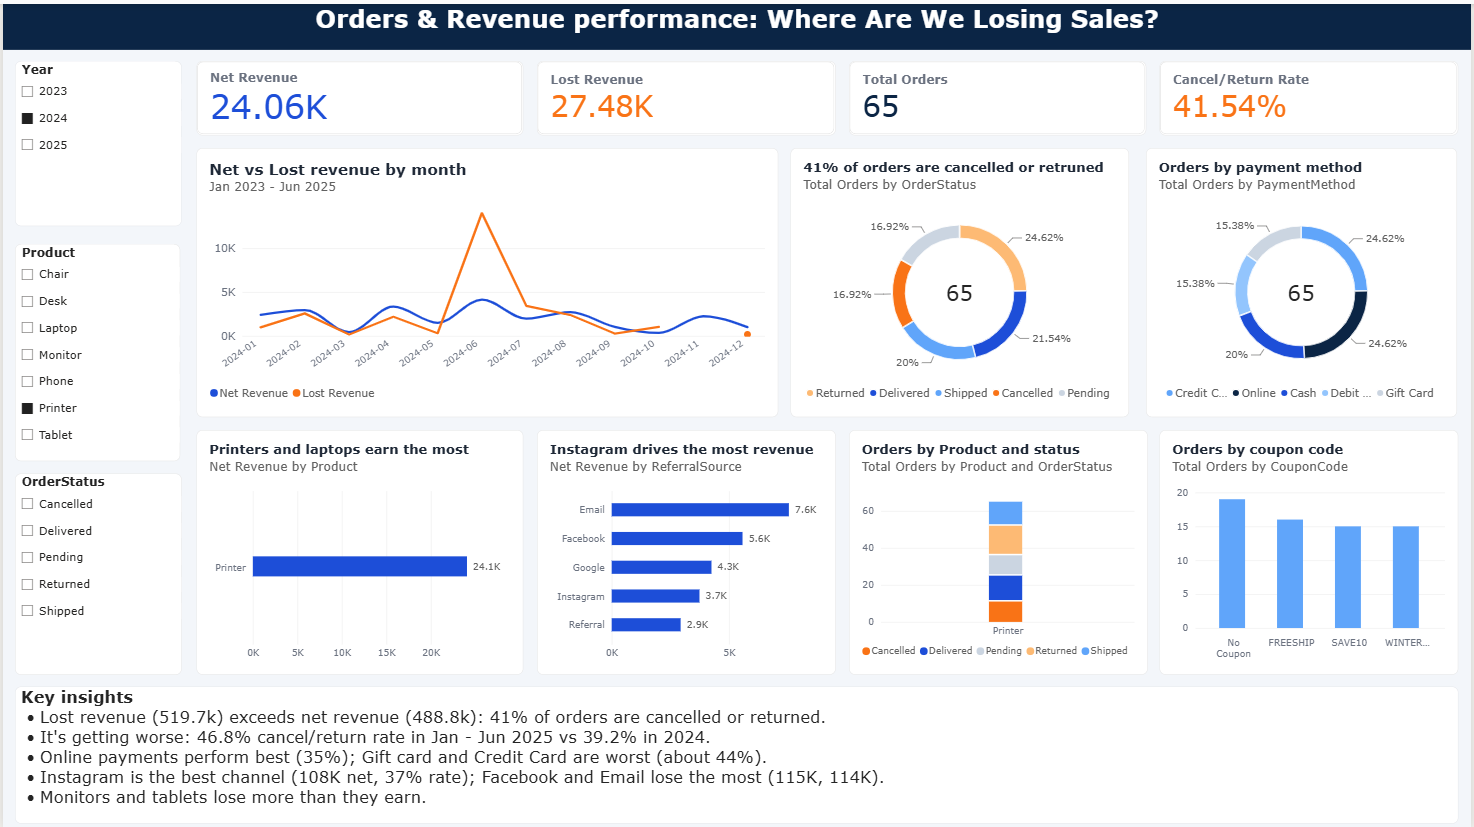 Orders & Revenue performance: Where Are We Losing Sales?
Year
2023
2024
2025
Net Revenue
24.06K
Lost Revenue
27.48K
Total Orders
65
Cancel/Return Rate
41.54%
Product
Chair
Desk
Laptop
Monitor
Phone
Printer
Tablet
OrderStatus
Cancelled
Delivered
Pending
Returned
Shipped
Net vs Lost revenue by month
Jan 2023 - Jun 2025
10K
5K
0K
2024-01
2024-02
2024-03
2024-04
2024-05
2024-06
2024-07
2024-08
2024-09
2024-10
2024-11
2024-12
Net Revenue Lost Revenue
41% of orders are cancelled or retruned
Total Orders by OrderStatus
16.92%
24.62%
16.92%
65
21.54%
20%
Returned Delivered Shipped Cancelled Pending
Orders by payment method
Total Orders by PaymentMethod
15.38%
24.62%
15.38%
65
24.62%
20%
Credit C... Online Cash Debit ... Gift Card
Printers and laptops earn the most
Net Revenue by Product
Printer
24.1K
0K 5K 10K 15K 20K
Instagram drives the most revenue
Net Revenue by ReferralSource
Email 7.6K
Facebook 5.6K
Google 4.3K
Instagram 3.7K
Referral 2.9K
0K 5K
Orders by Product and status
Total Orders by Product and OrderStatus
60
40
20
0
Printer
Cancelled Delivered Pending Returned Shipped
Orders by coupon code
Total Orders by CouponCode
20
15
10
5
0
No Coupon FREESHIP SAVE10 WINTER...
Key insights
• Lost revenue (519.7k) exceeds net revenue (488.8k): 41% of orders are cancelled or returned.
• It's getting worse: 46.8% cancel/return rate in Jan - Jun 2025 vs 39.2% in 2024.
• Online payments perform best (35%); Gift card and Credit Card are worst (about 44%).
• Instagram is the best channel (108K net, 37% rate); Facebook and Email lose the most (115K, 114K).
• Monitors and tablets lose more than they earn.